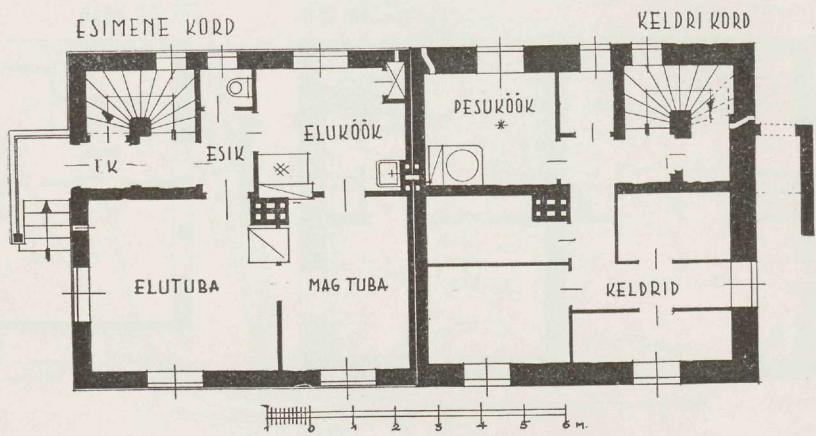 ESIMENE KORD
KELDRI KORD
PESUKÖÖK
ELUKÖÖK
ESIK
TK
ELUTUBA
MAG TUBA
KELDRID
1 0 1 2 3 4 5 6 M.